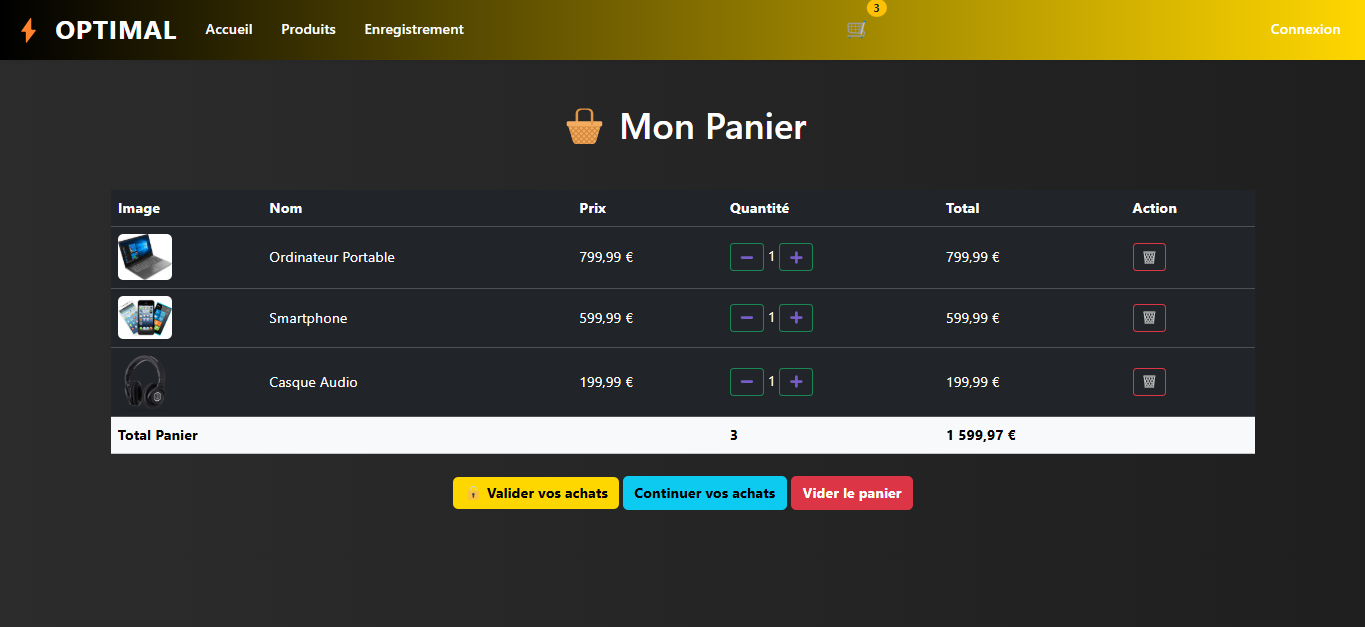 OPTIMAL Accueil Produits Enregistrement 3 Connexion
Mon Panier
Image Nom Prix Quantité Total Action
Ordinateur Portable 799,99 € − 1 + 799,99 €
Smartphone 599,99 € − 1 + 599,99 €
Casque Audio 199,99 € − 1 + 199,99 €
Total Panier 3 1 599,97 €
Valider vos achats Continuer vos achats Vider le panier